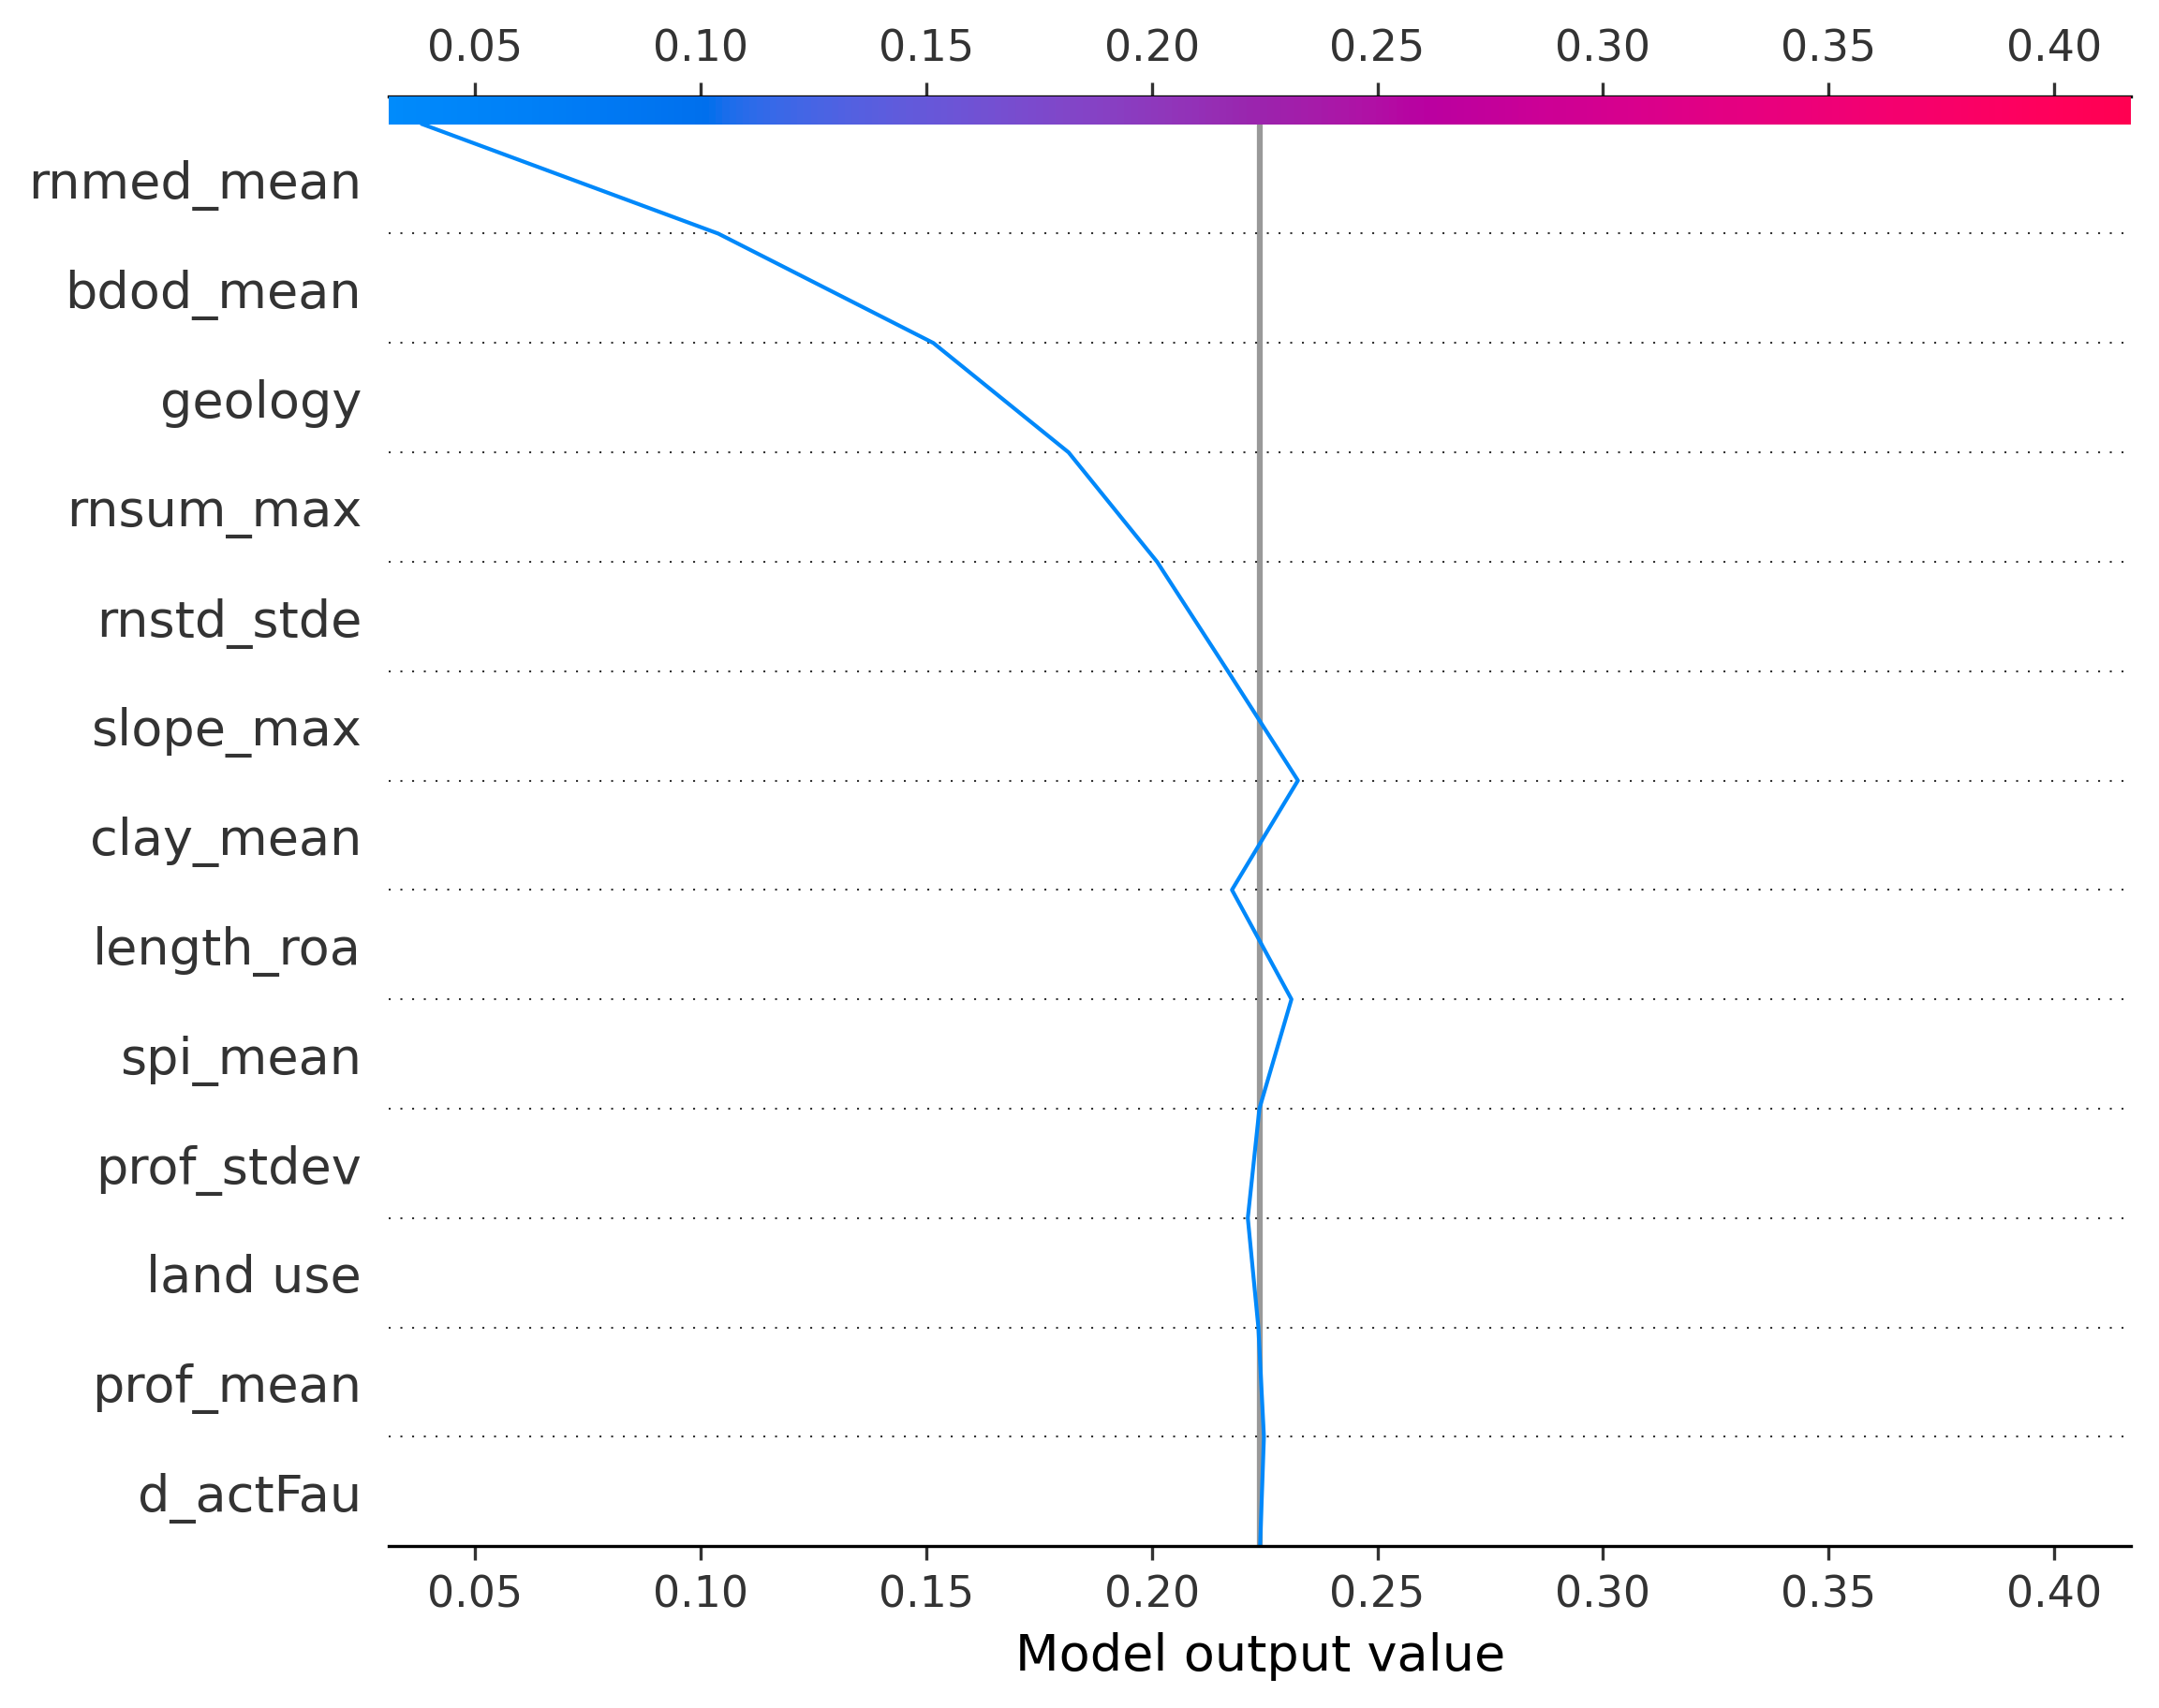 0.05 0.10 0.15 0.20 0.25 0.30 0.35 0.40
rnmed_mean
bdod_mean
geology
rnsum_max
rnstd_stde
slope_max
clay_mean
length_roa
spi_mean
prof_stdev
land use
prof_mean
d_actFau
0.05 0.10 0.15 0.20 0.25 0.30 0.35 0.40
Model output value